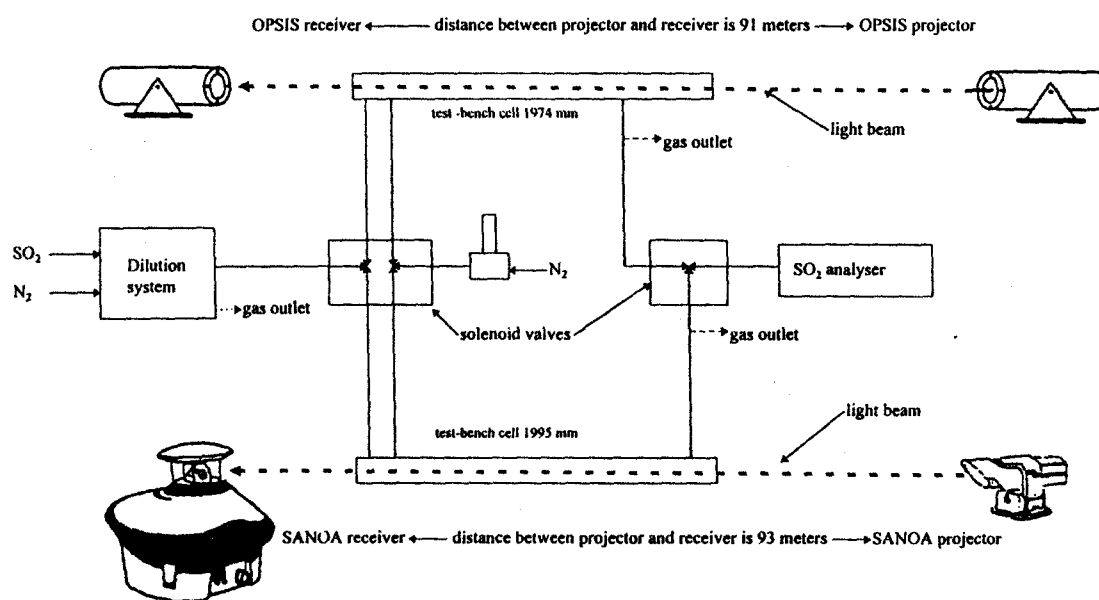 OPSIS receiver ← distance between projector and receiver is 91 meters → OPSIS projector
test -bench cell 1974 mm
light beam
gas outlet
SO₂
N₂
Dilution
system
N₂
SO₂ analyser
gas outlet
solenoid valves
gas outlet
light beam
test-bench cell 1995 mm
SANOA receiver ← distance between projector and receiver is 93 meters → SANOA projector